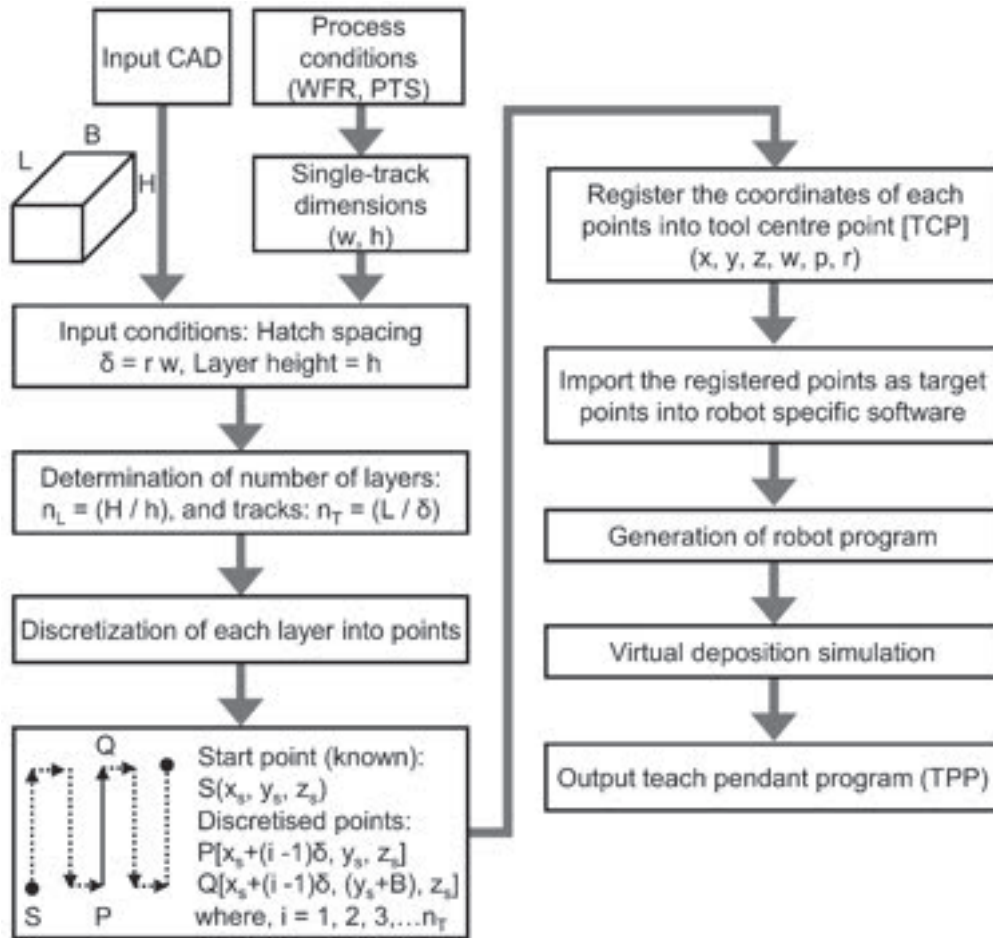 Input CAD
Process
conditions
(WFR, PTS)
B
L
H
Single-track
dimensions
(w, h)
Input conditions: Hatch spacing
δ = r w, Layer height = h
Determination of number of layers:
n_L = (H / h), and tracks: n_T = (L / δ)
Discretization of each layer into points
Q
S
P
Start point (known):
S(x_s, y_s, z_s)
Discretised points:
P[x_s+(i -1)δ, y_s, z_s]
Q[x_s+(i -1)δ, (y_s+B), z_s]
where, i = 1, 2, 3,...n_T
Register the coordinates of each
points into tool centre point [TCP]
(x, y, z, w, p, r)
Import the registered points as target
points into robot specific software
Generation of robot program
Virtual deposition simulation
Output teach pendant program (TPP)